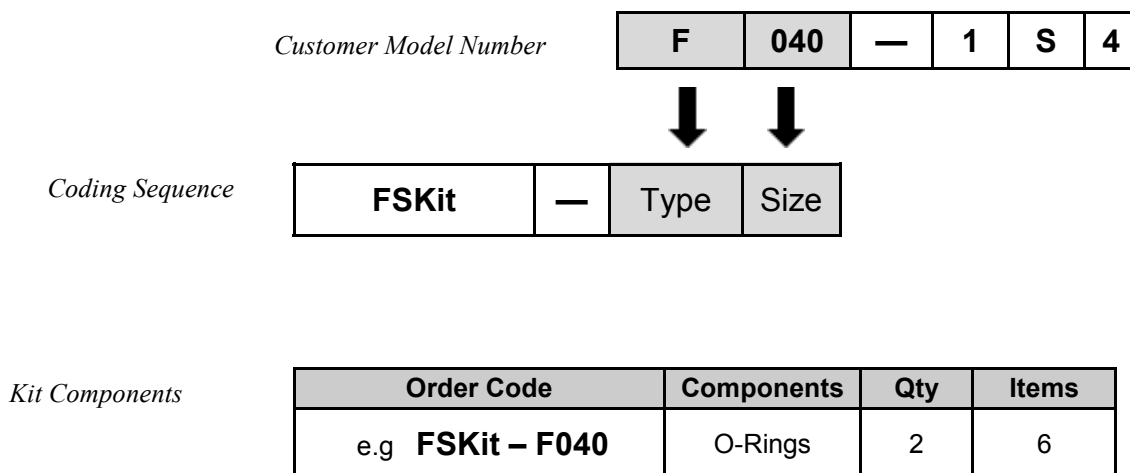 Customer Model Number F 040 — 1 S 4
Coding Sequence FSKit — Type Size
Kit Components Order Code Components Qty Items
e.g FSKit – F040 O-Rings 2 6